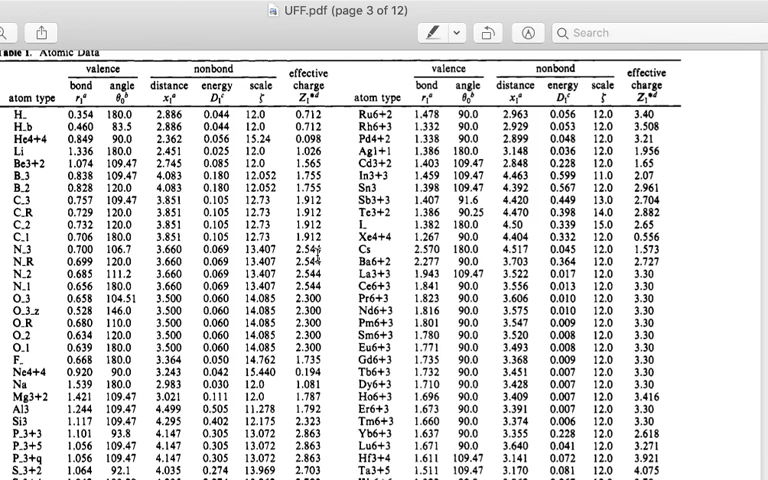 UFF.pdf (page 3 of 12)
Search
Table 1. Atomic Data
valence nonbond effective valence nonbond effective
bond angle distance energy scale charge bond angle distance energy scale charge
atom type r₁ᵃ θ₀ᵇ x₁ᵃ D₁ᶜ ζ Z₁*ᵈ atom type r₁ᵃ θ₀ᵇ x₁ᵃ D₁ᶜ ζ Z₁*ᵈ
H_ 0.354 180.0 2.886 0.044 12.0 0.712 Ru6+2 1.478 90.0 2.963 0.056 12.0 3.40
H_b 0.460 83.5 2.886 0.044 12.0 0.712 Rh6+3 1.332 90.0 2.929 0.053 12.0 3.508
He4+4 0.849 90.0 2.362 0.056 15.24 0.098 Pd4+2 1.338 90.0 2.899 0.048 12.0 3.21
Li 1.336 180.0 2.451 0.025 12.0 1.026 Ag1+1 1.386 180.0 3.148 0.036 12.0 1.956
Be3+2 1.074 109.47 2.745 0.085 12.0 1.565 Cd3+2 1.403 109.47 2.848 0.228 12.0 1.65
B_3 0.838 109.47 4.083 0.180 12.052 1.755 In3+3 1.459 109.47 4.463 0.599 11.0 2.07
B_2 0.828 120.0 4.083 0.180 12.052 1.755 Sn3 1.398 109.47 4.392 0.567 12.0 2.961
C_3 0.757 109.47 3.851 0.105 12.73 1.912 Sb3+3 1.407 91.6 4.420 0.449 13.0 2.704
C_R 0.729 120.0 3.851 0.105 12.73 1.912 Te3+2 1.386 90.25 4.470 0.398 14.0 2.882
C_2 0.732 120.0 3.851 0.105 12.73 1.912 I_ 1.382 180.0 4.50 0.339 15.0 2.65
C_1 0.706 180.0 3.851 0.105 12.73 1.912 Xe4+4 1.267 90.0 4.404 0.332 12.0 0.556
N_3 0.700 106.7 3.660 0.069 13.407 2.544 Cs 2.570 180.0 4.517 0.045 12.0 1.573
N_R 0.699 120.0 3.660 0.069 13.407 2.544 Ba6+2 2.277 90.0 3.703 0.364 12.0 2.727
N_2 0.685 111.2 3.660 0.069 13.407 2.544 La3+3 1.943 109.47 3.522 0.017 12.0 3.30
N_1 0.656 180.0 3.660 0.069 13.407 2.544 Ce6+3 1.841 90.0 3.556 0.013 12.0 3.30
O_3 0.658 104.51 3.500 0.060 14.085 2.300 Pr6+3 1.823 90.0 3.606 0.010 12.0 3.30
O_3_z 0.528 146.0 3.500 0.060 14.085 2.300 Nd6+3 1.816 90.0 3.575 0.010 12.0 3.30
O_R 0.680 110.0 3.500 0.060 14.085 2.300 Pm6+3 1.801 90.0 3.547 0.009 12.0 3.30
O_2 0.634 120.0 3.500 0.060 14.085 2.300 Sm6+3 1.780 90.0 3.520 0.008 12.0 3.30
O_1 0.639 180.0 3.500 0.060 14.085 2.300 Eu6+3 1.771 90.0 3.493 0.008 12.0 3.30
F_ 0.668 180.0 3.364 0.050 14.762 1.735 Gd6+3 1.735 90.0 3.368 0.009 12.0 3.30
Ne4+4 0.920 90.0 3.243 0.042 15.440 0.194 Tb6+3 1.732 90.0 3.451 0.007 12.0 3.30
Na 1.539 180.0 2.983 0.030 12.0 1.081 Dy6+3 1.710 90.0 3.428 0.007 12.0 3.30
Mg3+2 1.421 109.47 3.021 0.111 12.0 1.787 Ho6+3 1.696 90.0 3.409 0.007 12.0 3.416
Al3 1.244 109.47 4.499 0.505 11.278 1.792 Er6+3 1.673 90.0 3.391 0.007 12.0 3.30
Si3 1.117 109.47 4.295 0.402 12.175 2.323 Tm6+3 1.660 90.0 3.374 0.006 12.0 3.30
P_3+3 1.101 93.8 4.147 0.305 13.072 2.863 Yb6+3 1.637 90.0 3.355 0.228 12.0 2.618
P_3+5 1.056 109.47 4.147 0.305 13.072 2.863 Lu6+3 1.671 90.0 3.640 0.041 12.0 3.271
P_3+q 1.056 109.47 4.147 0.305 13.072 2.863 Hf3+4 1.611 109.47 3.141 0.072 12.0 3.921
S_3+2 1.064 92.1 4.035 0.274 13.969 2.703 Ta3+5 1.511 109.47 3.170 0.081 12.0 4.075